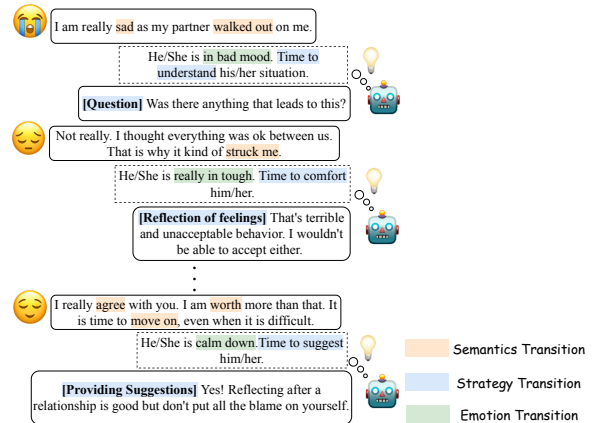 I am really sad as my partner walked out on me.
He/She is in bad mood. Time to
understand his/her situation.
[Question] Was there anything that leads to this?
Not really. I thought everything was ok between us.
That is why it kind of struck me.
He/She is really in tough. Time to comfort
him/her.
[Reflection of feelings] That's terrible
and unacceptable behavior. I wouldn't
be able to accept either.
I really agree with you. I am worth more than that. It
is time to move on, even when it is difficult.
He/She is calm down.Time to suggest
him/her.
[Providing Suggestions] Yes! Reflecting after a
relationship is good but don't put all the blame on yourself.
Semantics Transition
Strategy Transition
Emotion Transition